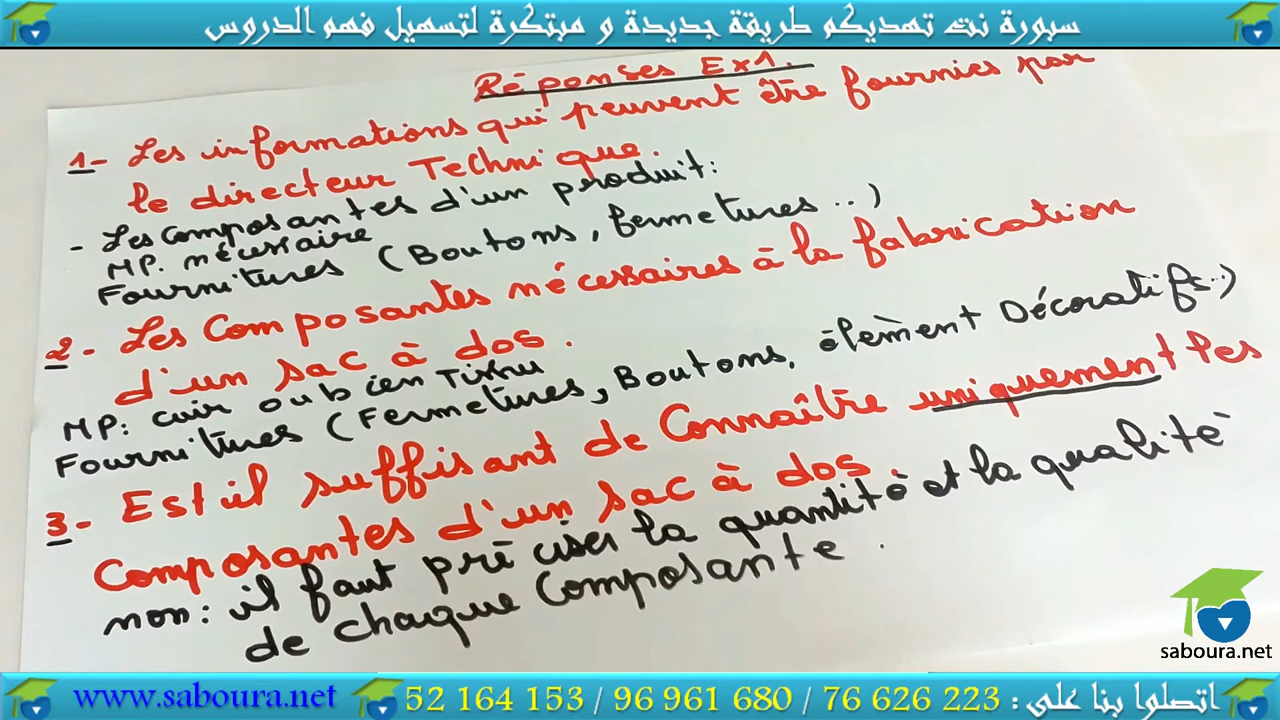 سبورة نت تهديكم طريقة جديدة و مبتكرة لتسهيل فهم الدروس
Réponses Ex1.
1- Les informations qui peuvent être fournies par
le directeur Technique.
- Les composantes d'un produit:
MP. nécessaire
Fournitures (Boutons, fermetures ..)
2- Les Composantes nécessaires à la fabrication
d'un sac à dos.
MP: cuir ou bien Tissu
Fournitures (Fermetures, Boutons, élèment Décoratifs..)
3- Est il suffisant de Connaître uniquement les
Composantes d'un sac à dos.
non: il faut prèciser la quantitè et la qualitè
de chaque Composante.
saboura.net
www.saboura.net
52 164 153 / 96 961 680 / 76 626 223 : اتصلوا بنا على